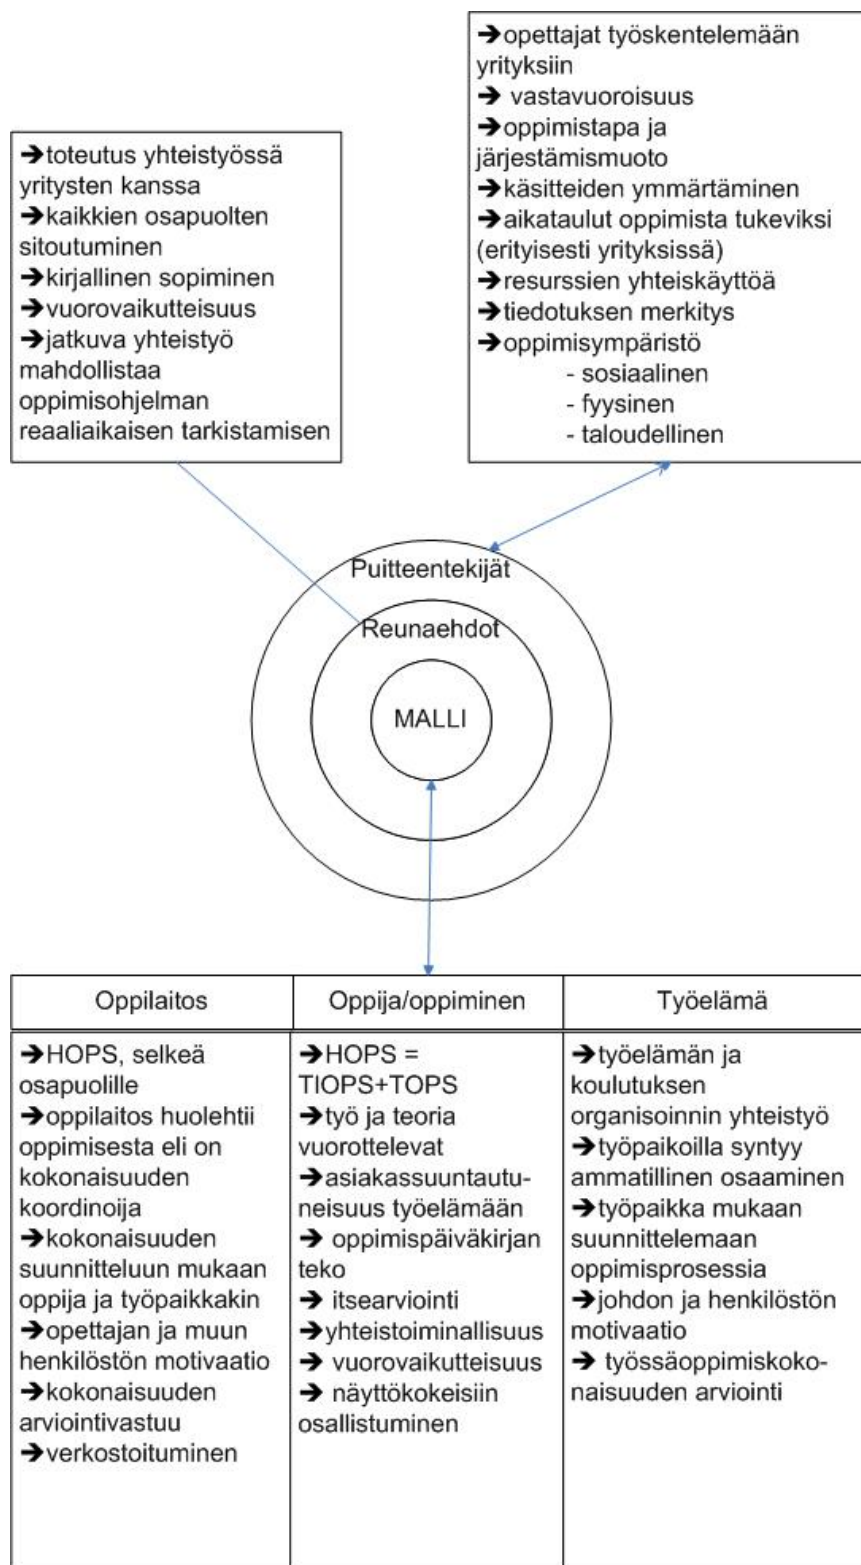 ➔toteutus yhteistyössä
yritysten kanssa
➔kaikkien osapuolten
sitoutuminen
➔kirjallinen sopiminen
➔vuorovaikutteisuus
➔jatkuva yhteistyö
mahdollistaa
oppimisohjelman
reaaliaikaisen tarkistamisen
➔opettajat työskentelemään
yrityksiin
➔ vastavuoroisuus
➔oppimistapa ja
järjestämismuoto
➔käsitteiden ymmärtäminen
➔aikataulut oppimista tukeviksi
(erityisesti yrityksissä)
➔resurssien yhteiskäyttöä
➔tiedotuksen merkitys
➔oppimisympäristö
- sosiaalinen
- fyysinen
- taloudellinen
Puitteentekijät
Reunaehdot
MALLI
Oppilaitos
➔HOPS, selkeä
osapuolille
➔oppilaitos huolehtii
oppimisesta eli on
kokonaisuuden
koordinoija
➔kokonaisuuden
suunnitteluun mukaan
oppija ja työpaikkakin
➔opettajan ja muun
henkilöstön motivaatio
➔kokonaisuuden
arviointivastuu
➔verkostoituminen
Oppija/oppiminen
➔HOPS =
TIOPS+TOPS
➔työ ja teoria
vuorottelevat
➔asiakassuuntautu-
neisuus työelämään
➔ oppimispäiväkirjan
teko
➔ itsearviointi
➔yhteistoiminallisuus
➔ vuorovaikutteisuus
➔ näyttökokeisiin
osallistuminen
Työelämä
➔työelämän ja
koulutuksen
organisoinnin yhteistyö
➔työpaikoilla syntyy
ammatillinen osaaminen
➔työpaikka mukaan
suunnittelemaan
oppimisprosessia
➔johdon ja henkilöstön
motivaatio
➔ työssäoppimiskoko-
naisuuden arviointi